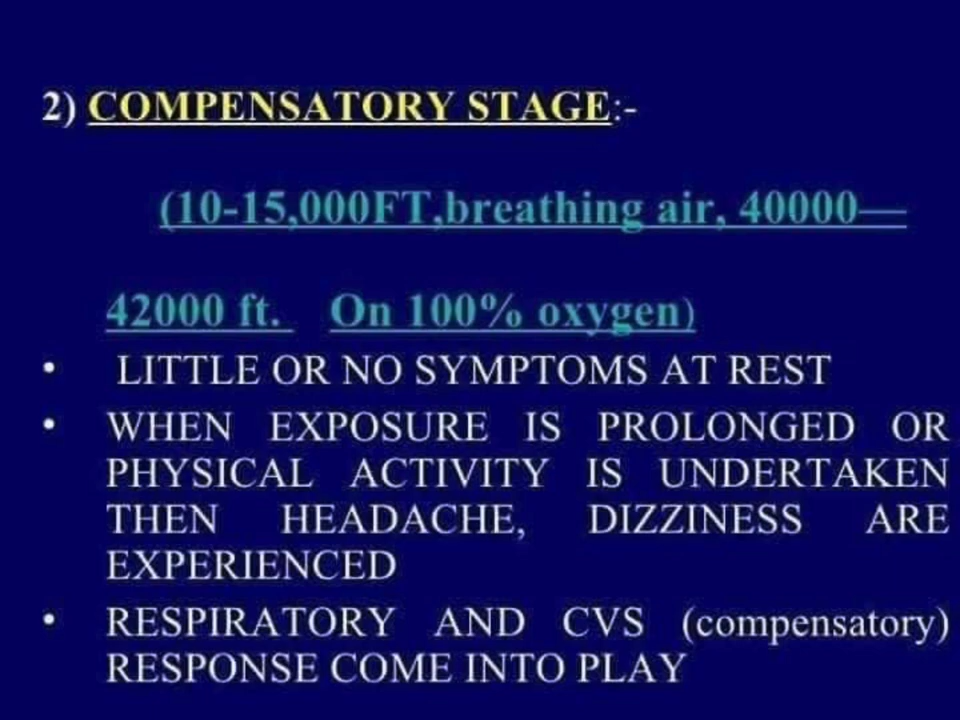 2) COMPENSATORY STAGE:-
(10-15,000FT,breathing air, 40000—
42000 ft. On 100% oxygen)
• LITTLE OR NO SYMPTOMS AT REST
• WHEN EXPOSURE IS PROLONGED OR
PHYSICAL ACTIVITY IS UNDERTAKEN
THEN HEADACHE, DIZZINESS ARE
EXPERIENCED
• RESPIRATORY AND CVS (compensatory)
RESPONSE COME INTO PLAY